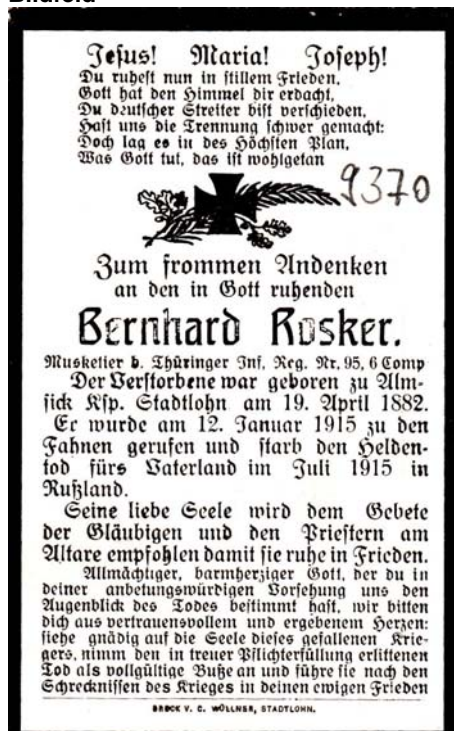 Jesus! Maria! Joseph!
Du ruhest nun in stillem Frieden,
Gott hat den Himmel dir erdacht,
Du deutscher Streiter bist verschieden,
Hast uns die Trennung schwer gemacht:
Doch lag es in des Höchsten Plan,
Was Gott tut, das ist wohlgetan
9370
Zum frommen Andenken
an den in Gott ruhenden
Bernhard Rosker.
Musketier b. Thüringer Inf. Reg. Nr. 95, 6 Comp
Der Verstorbene war geboren zu Alm-
sick Ksp. Stadtlohn am 19. April 1882.
Er wurde am 12. Januar 1915 zu den
Fahnen gerufen und starb den Helden-
tod fürs Vaterland im Juli 1915 in
Rußland.
Seine liebe Seele wird dem Gebete
der Gläubigen und den Priestern am
Altare empfohlen damit sie ruhe in Frieden.
Allmächtiger, barmherziger Gott, der du in
deiner anbetungswürdigen Vorsehung uns den
Augenblick des Todes bestimmt hast, wir bitten
dich aus vertrauensvollem und ergebenem Herzen:
siehe gnädig auf die Seele dieses gefallenen Krie-
gers, nimm den in treuer Pflichterfüllung erlittenen
Tod als vollgültige Buße an und führe sie nach den
Schrecknissen des Krieges in deinen ewigen Frieden
DRUCK V. C. WÜLLNER, STADTLOHN.